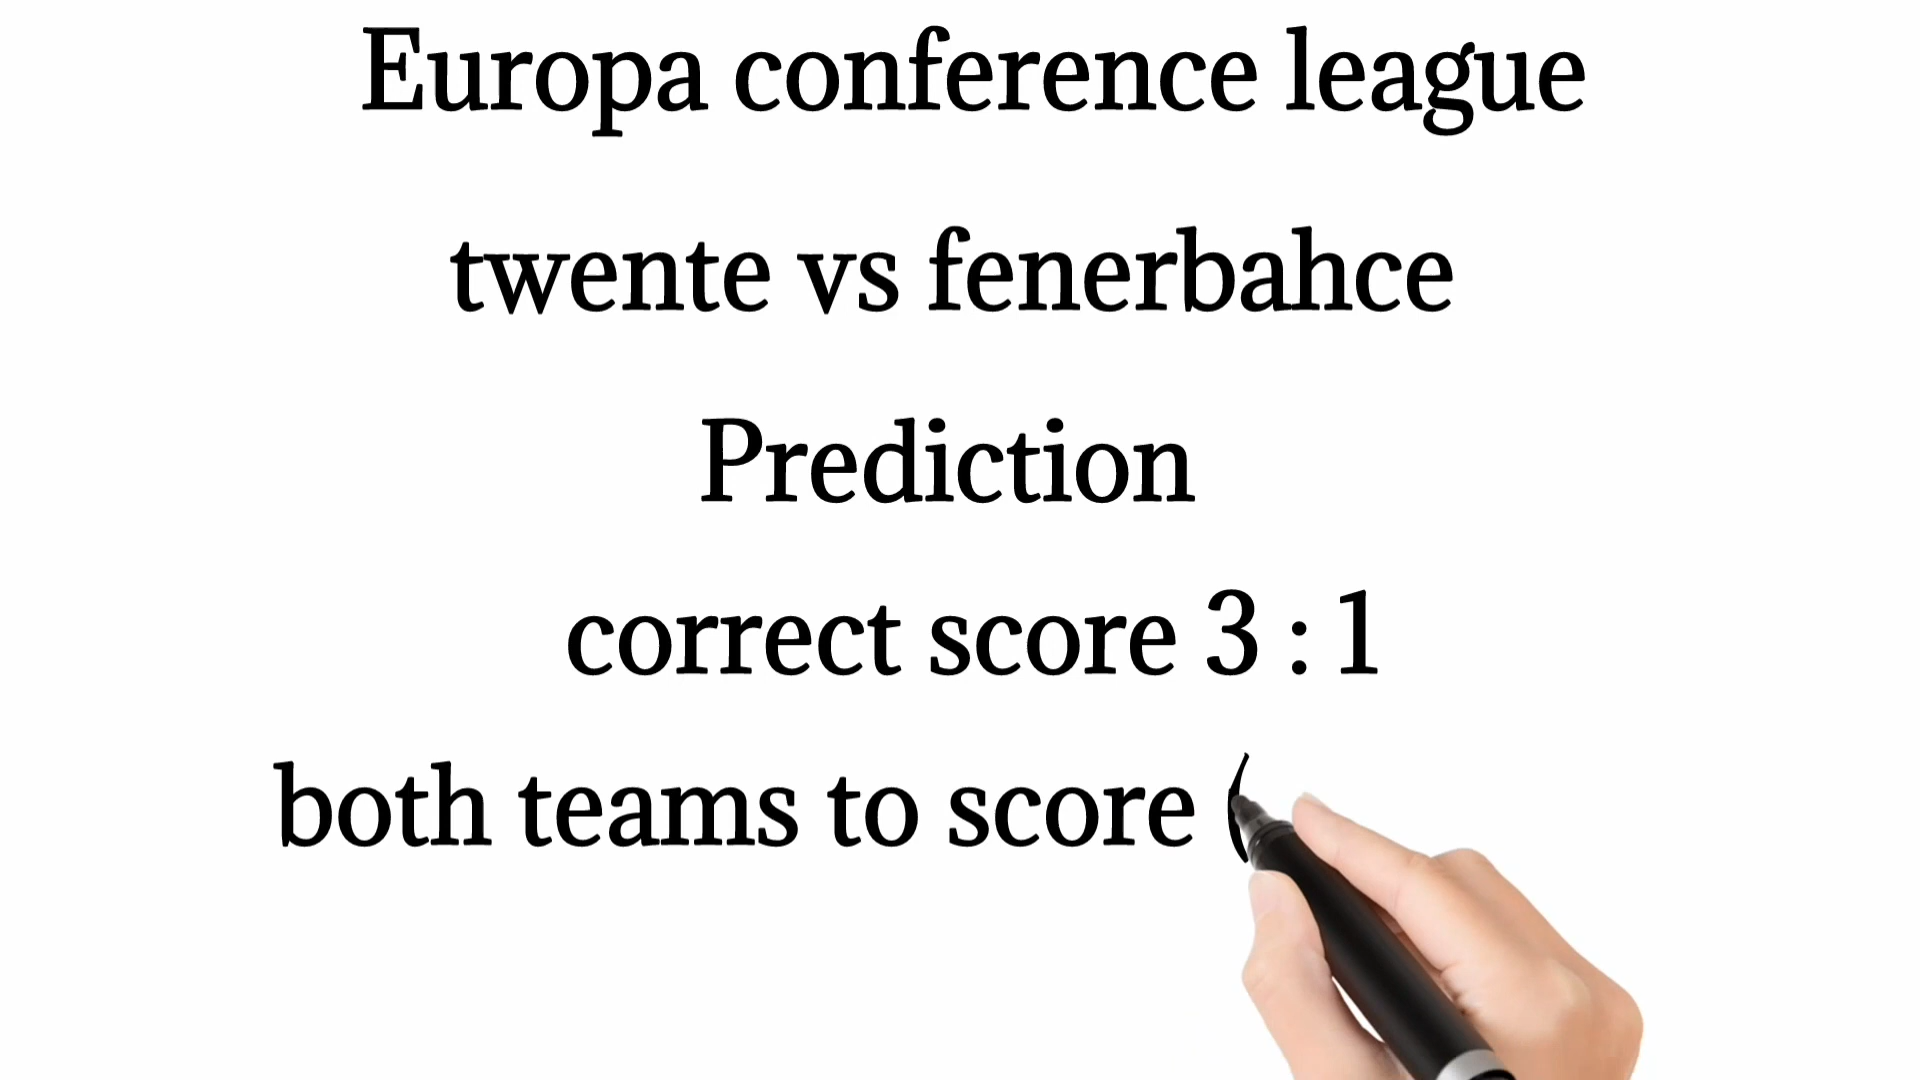 Europa conference league
twente vs fenerbahce
Prediction
correct score 3 : 1
both teams to score (